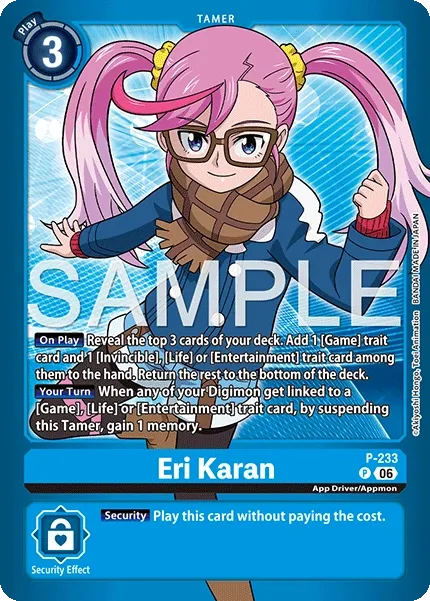 TAMER
Play
3
SAMPLE
On Play Reveal the top 3 cards of your deck. Add 1 [Game] trait
card and 1 [Invincible], [Life] or [Entertainment] trait card among
them to the hand. Return the rest to the bottom of the deck.
Your Turn When any of your Digimon get linked to a
[Game], [Life] or [Entertainment] trait card, by suspending
this Tamer, gain 1 memory.
©Akiyoshi Hongo, Toei Animation BANDAI MADE IN JAPAN
Eri Karan
P-233
P 06
App Driver/Appmon
Security Play this card without paying the cost.
Security Effect